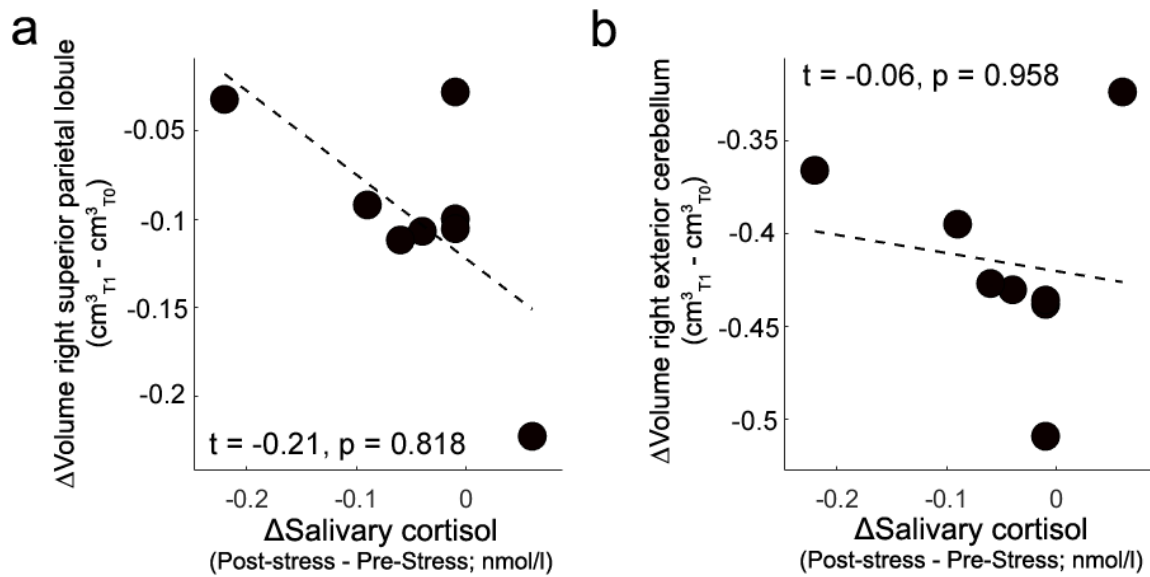 a
ΔVolume right superior parietal lobule
(cm³T1 - cm³T0)
-0.05
-0.1
-0.15
-0.2
t = -0.21, p = 0.818
-0.2
-0.1
0
ΔSalivary cortisol
(Post-stress - Pre-Stress; nmol/l)
b
ΔVolume right exterior cerebellum
(cm³T1 - cm³T0)
t = -0.06, p = 0.958
-0.35
-0.4
-0.45
-0.5
-0.2
-0.1
0
ΔSalivary cortisol
(Post-stress - Pre-Stress; nmol/l)